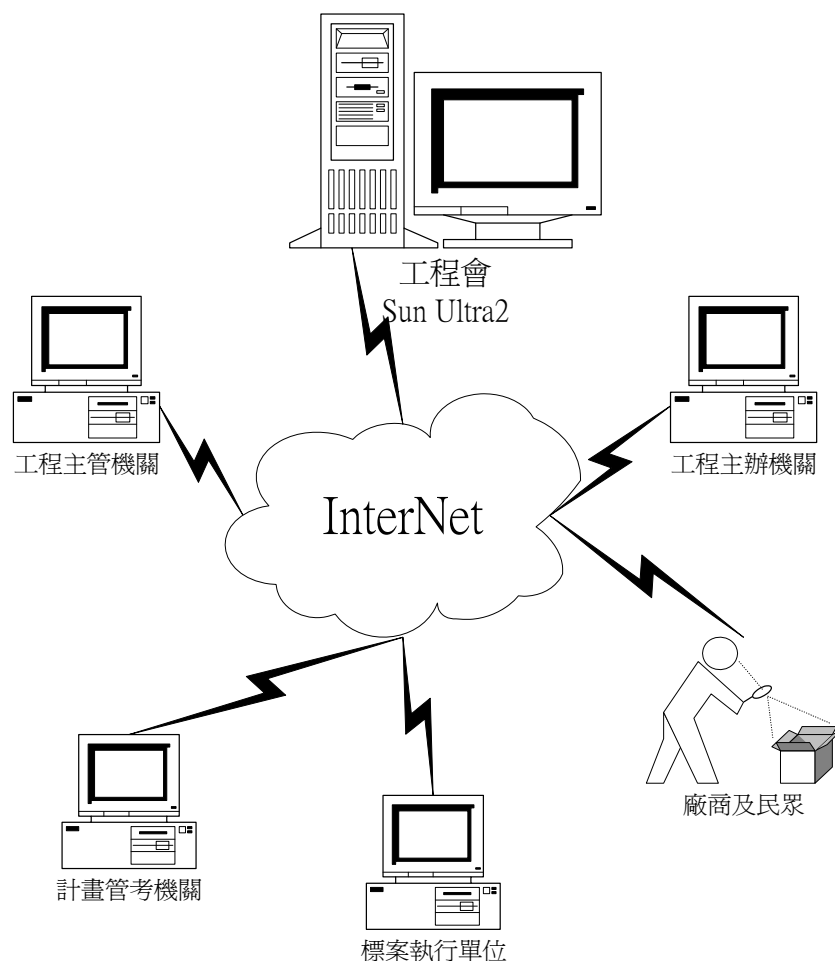 工程會
Sun Ultra2
工程主管機關
工程主辦機關
InterNet
廠商及民眾
計畫管考機關
標案執行單位